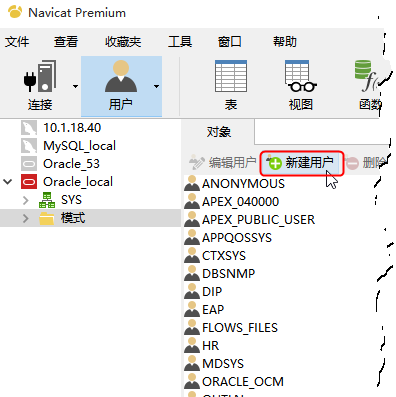 Navicat Premium
文件 查看 收藏夹 工具 窗口 帮助
连接 用户 表 视图 函数
10.1.18.40
MySQL_local
Oracle_53
Oracle_local
SYS
模式
对象
编辑用户 新建用户 删除
ANONYMOUS
APEX_040000
APEX_PUBLIC_USER
APPQOSSYS
CTXSYS
DBSNMP
DIP
EAP
FLOWS_FILES
HR
MDSYS
ORACLE_OCM